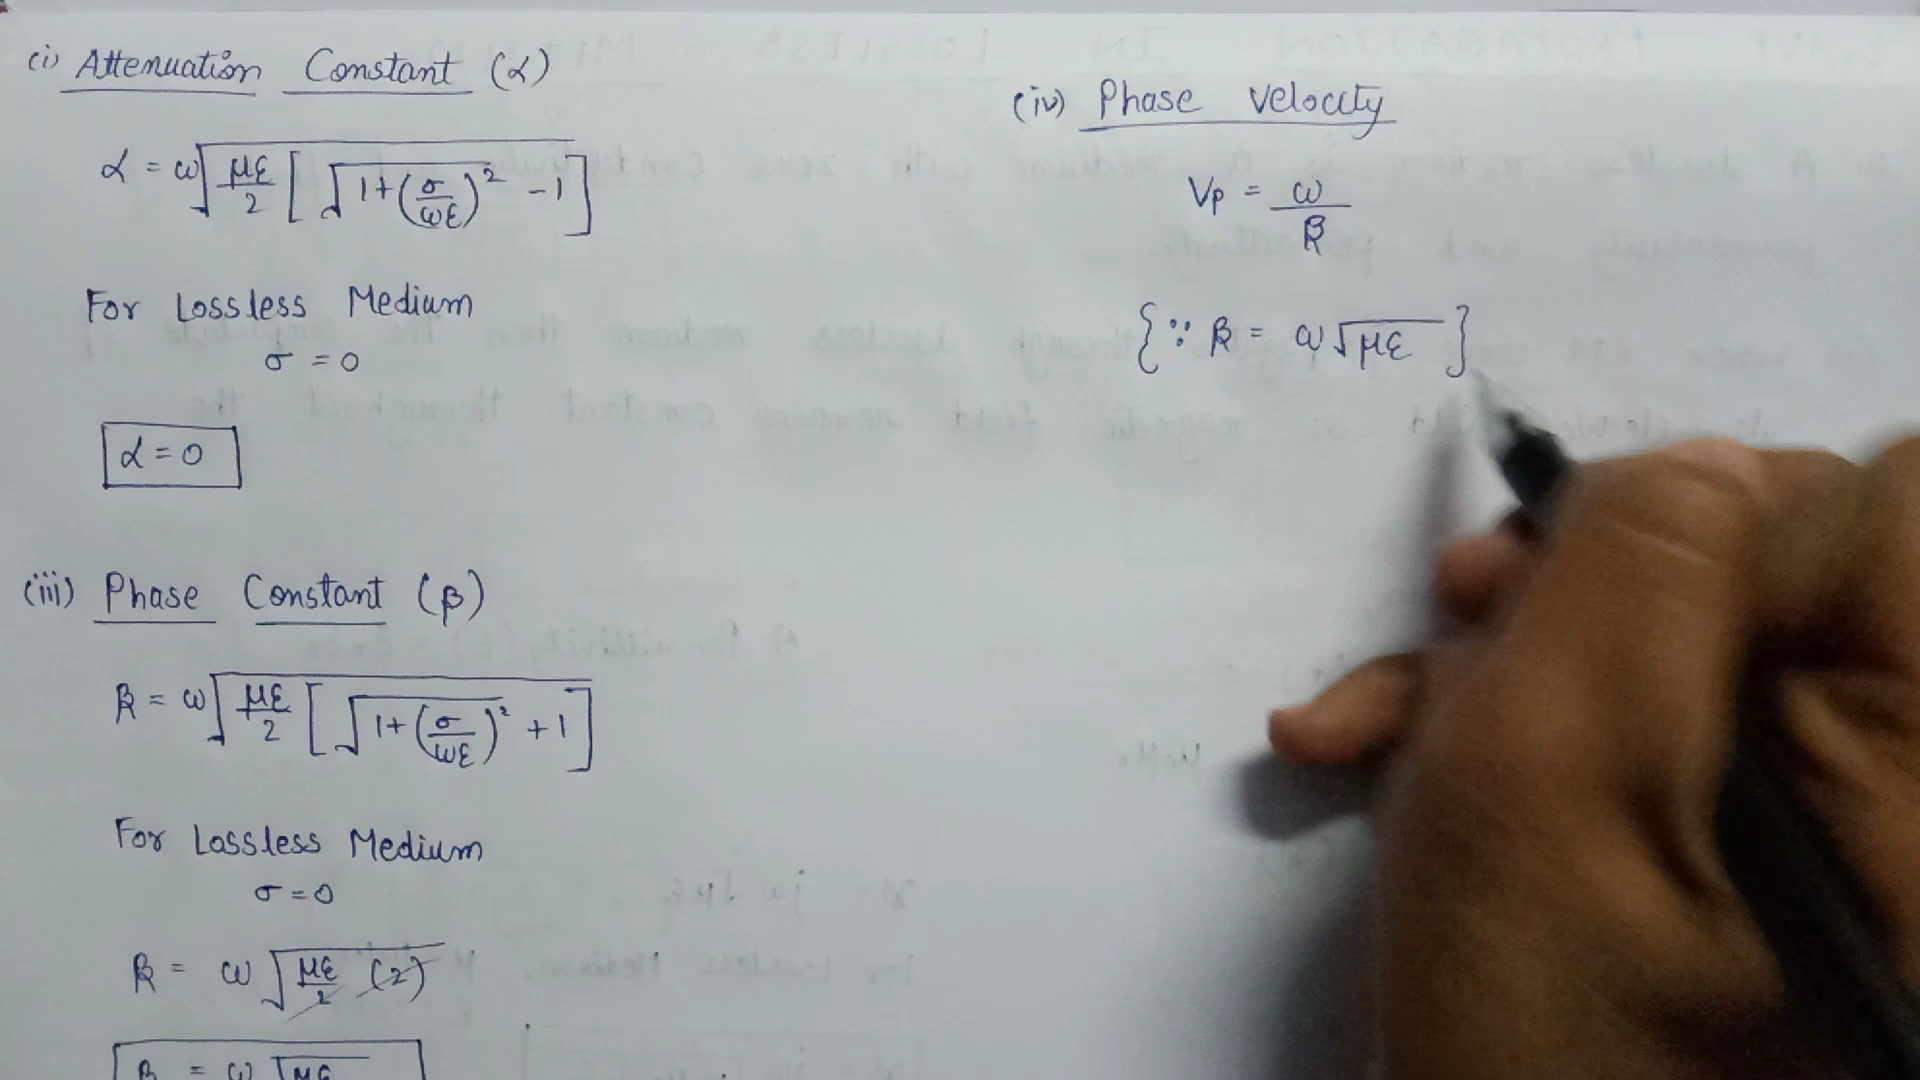 (i) Attenuation Constant (α)
α = ω√(με/2 [√(1+(σ/ωε)²) -1])
For Lossless Medium
σ = 0
α = 0
(iii) Phase Constant (β)
β = ω√(με/2 [√(1+(σ/ωε)²) +1])
For Lossless Medium
σ = 0
β = ω√(με/2 (2))
β = ω√με
(iv) Phase Velocity
Vp = ω/β
{∵ β = ω√με}